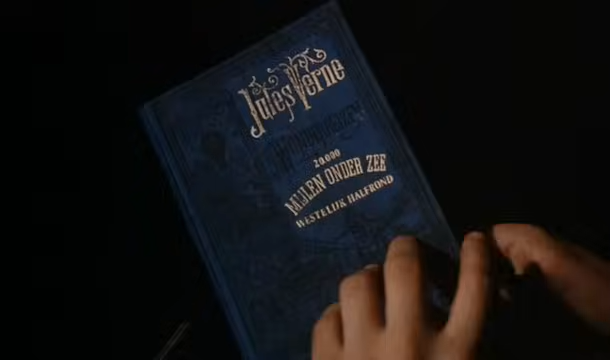 Jules Verne
20.000
MIJLEN ONDER ZEE
WESTELIJK HALFROND